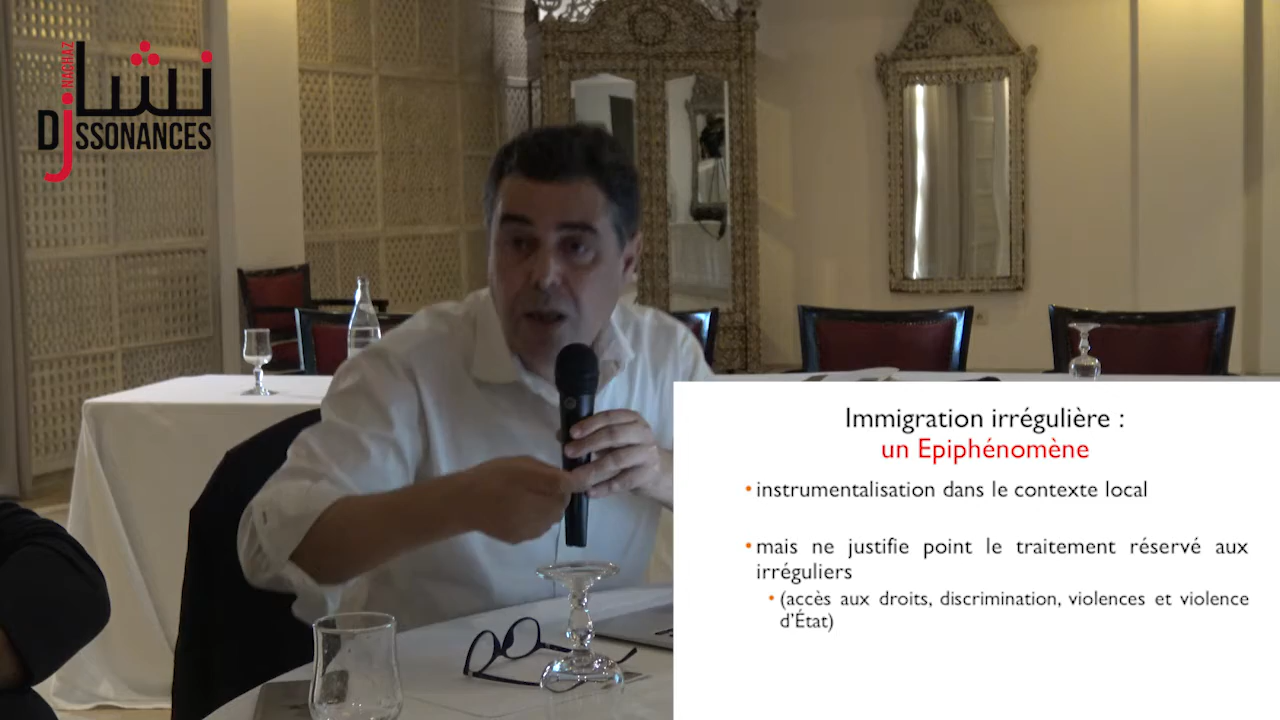 نشاز
NACHAZ
DjSSONANCES
Immigration irrégulière :
un Epiphénomène
• instrumentalisation dans le contexte local
• mais ne justifie point le traitement réservé aux
irréguliers
• (accès aux droits, discrimination, violences et violence
d'État)